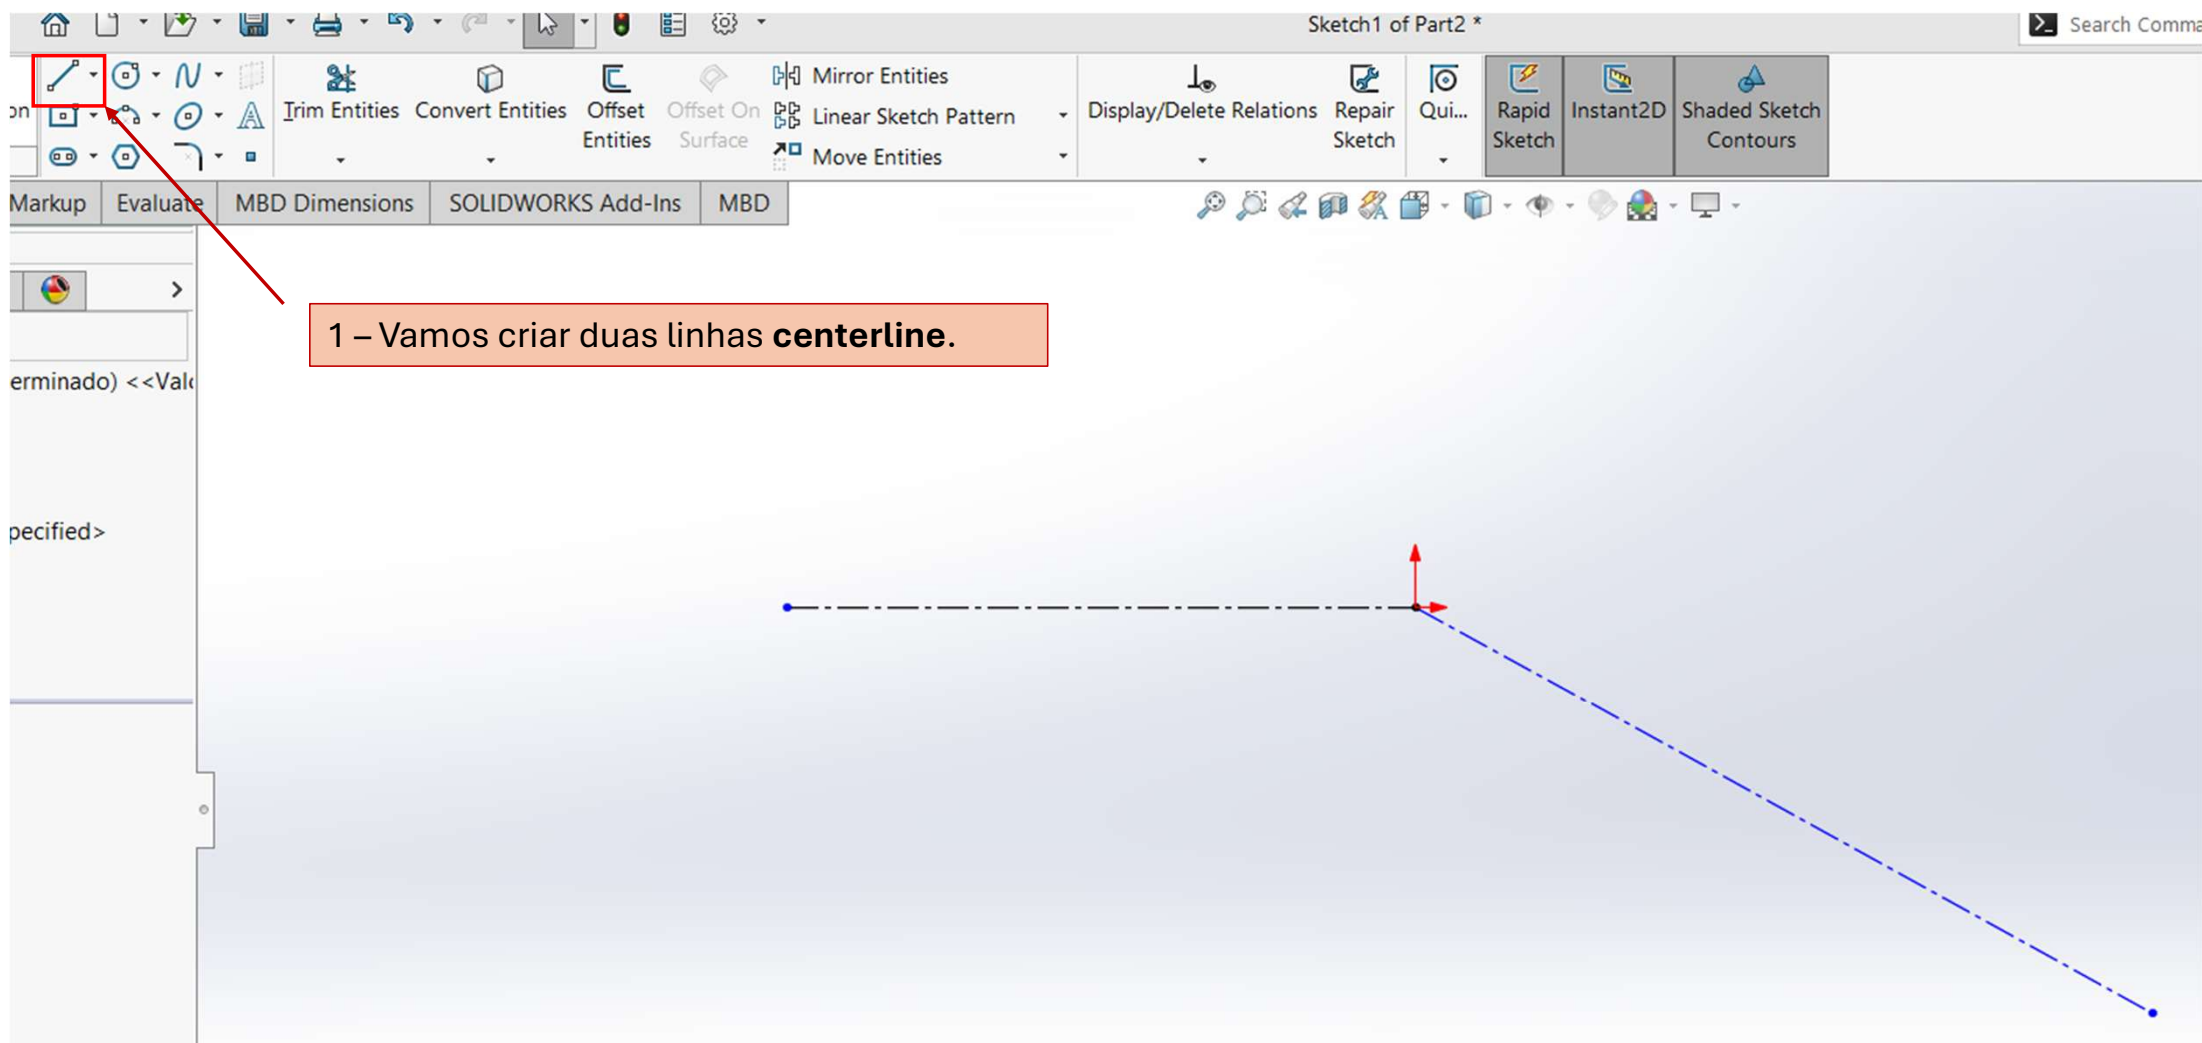 Sketch1 of Part2 *
Search Comma
on
Trim Entities
Convert Entities
Offset
Entities
Offset On
Surface
Mirror Entities
Linear Sketch Pattern
Move Entities
Display/Delete Relations
Repair
Sketch
Qui...
Rapid
Sketch
Instant2D
Shaded Sketch
Contours
Markup
Evaluate
MBD Dimensions
SOLIDWORKS Add-Ins
MBD
1 – Vamos criar duas linhas centerline.
erminado) <<Val
pecified>